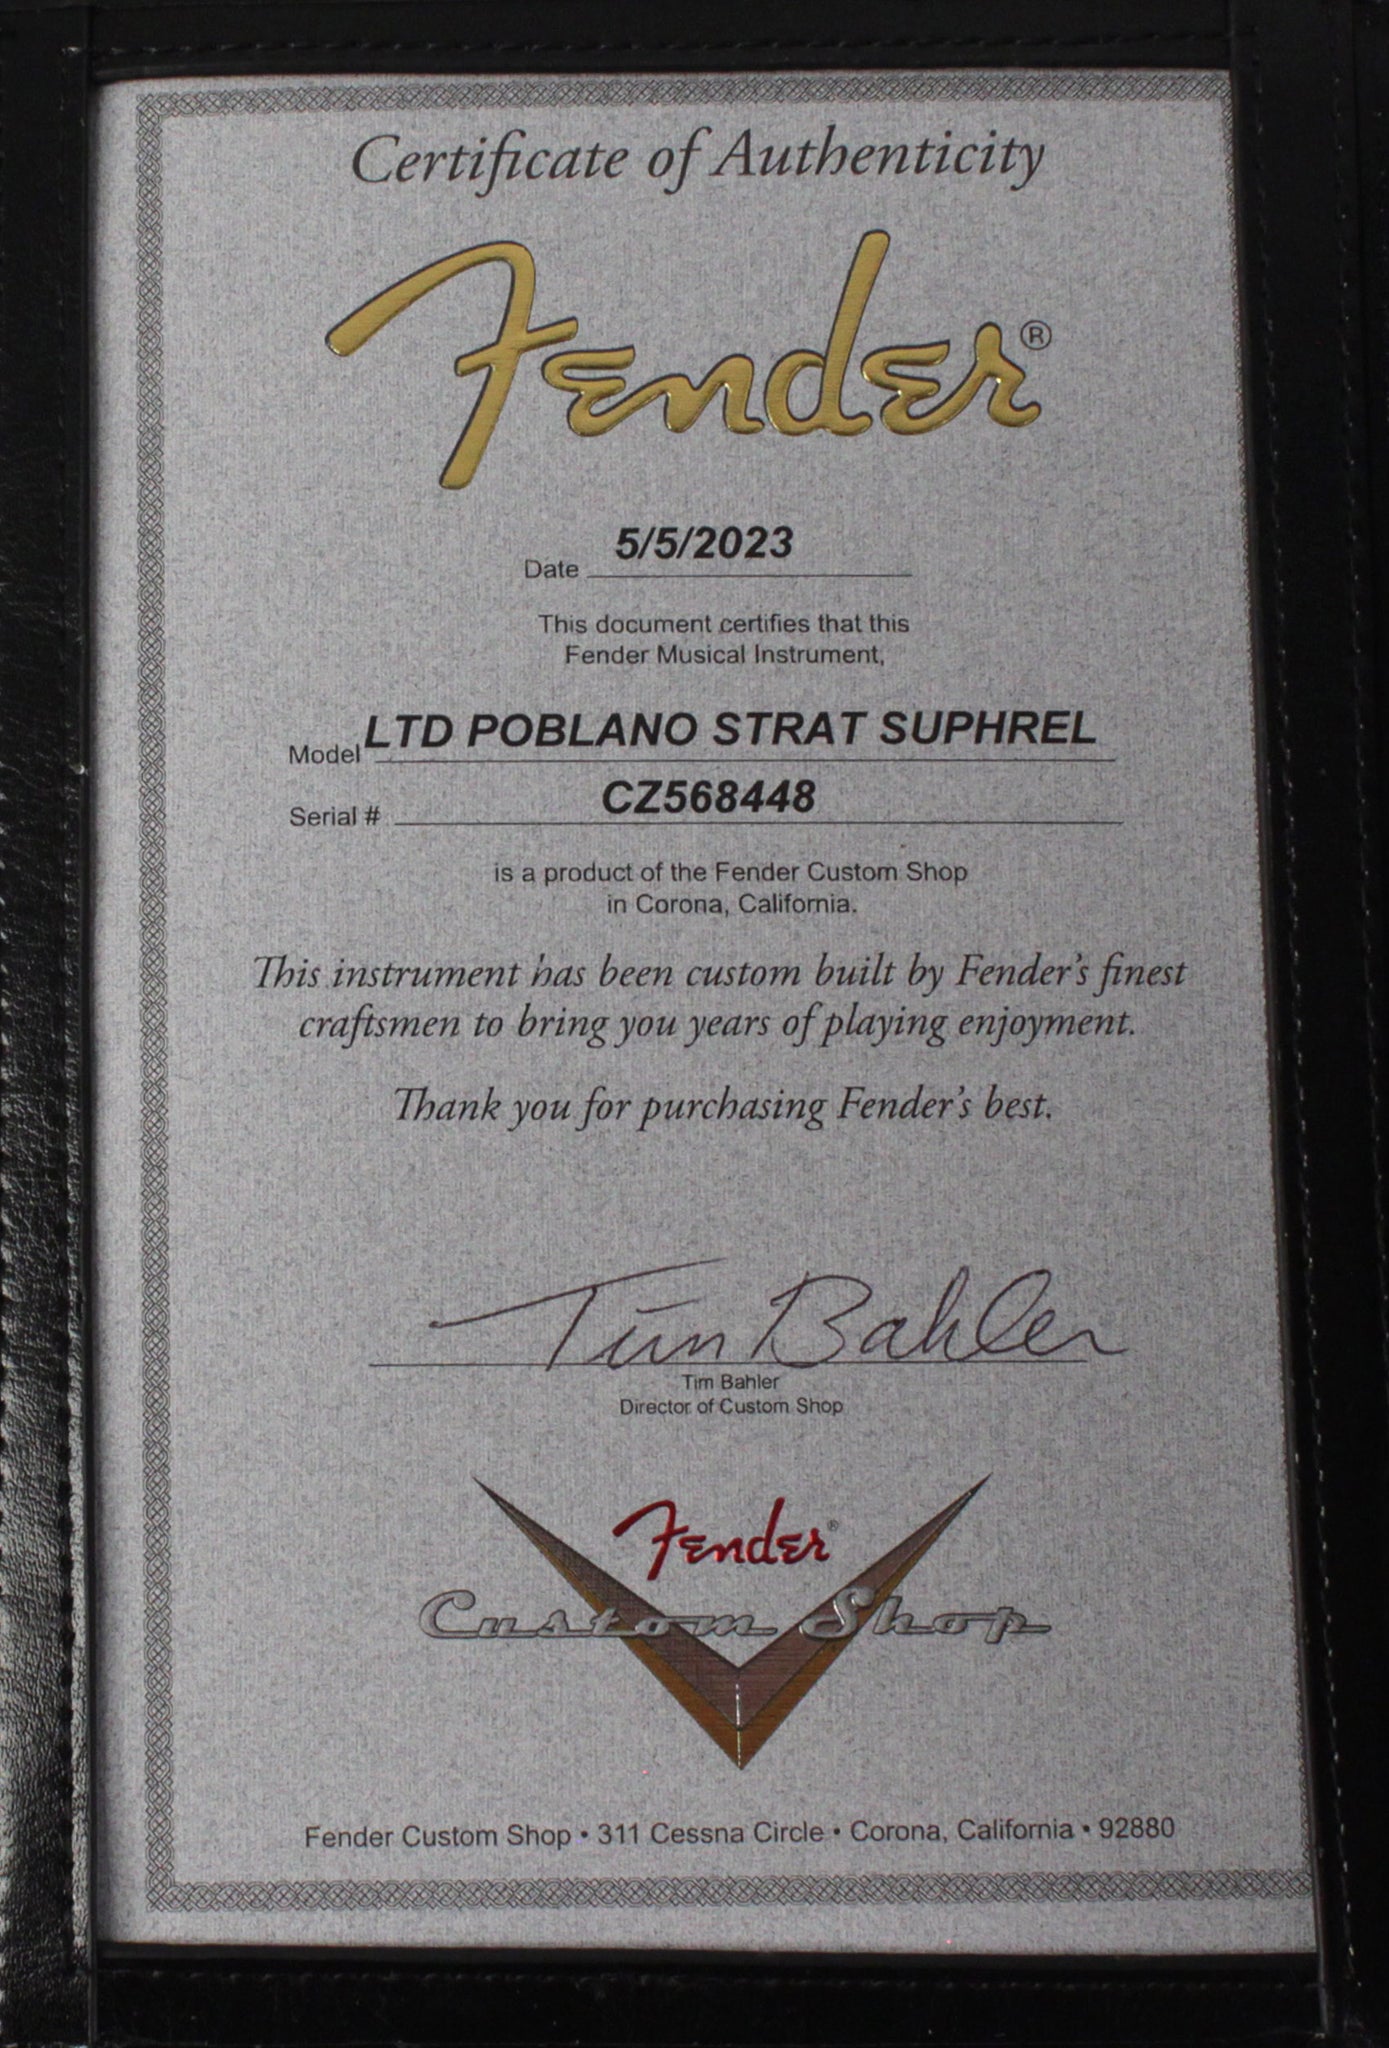 Certificate of Authenticity
Fender®
Date 5/5/2023
This document certifies that this
Fender Musical Instrument,
Model LTD POBLANO STRAT SUPHREL
Serial # CZ568448
is a product of the Fender Custom Shop
in Corona, California.
This instrument has been custom built by Fender's finest
craftsmen to bring you years of playing enjoyment.
Thank you for purchasing Fender's best.
Tim Bahler
Tim Bahler
Director of Custom Shop
Fender®
Custom Shop
Fender Custom Shop • 311 Cessna Circle • Corona, California • 92880